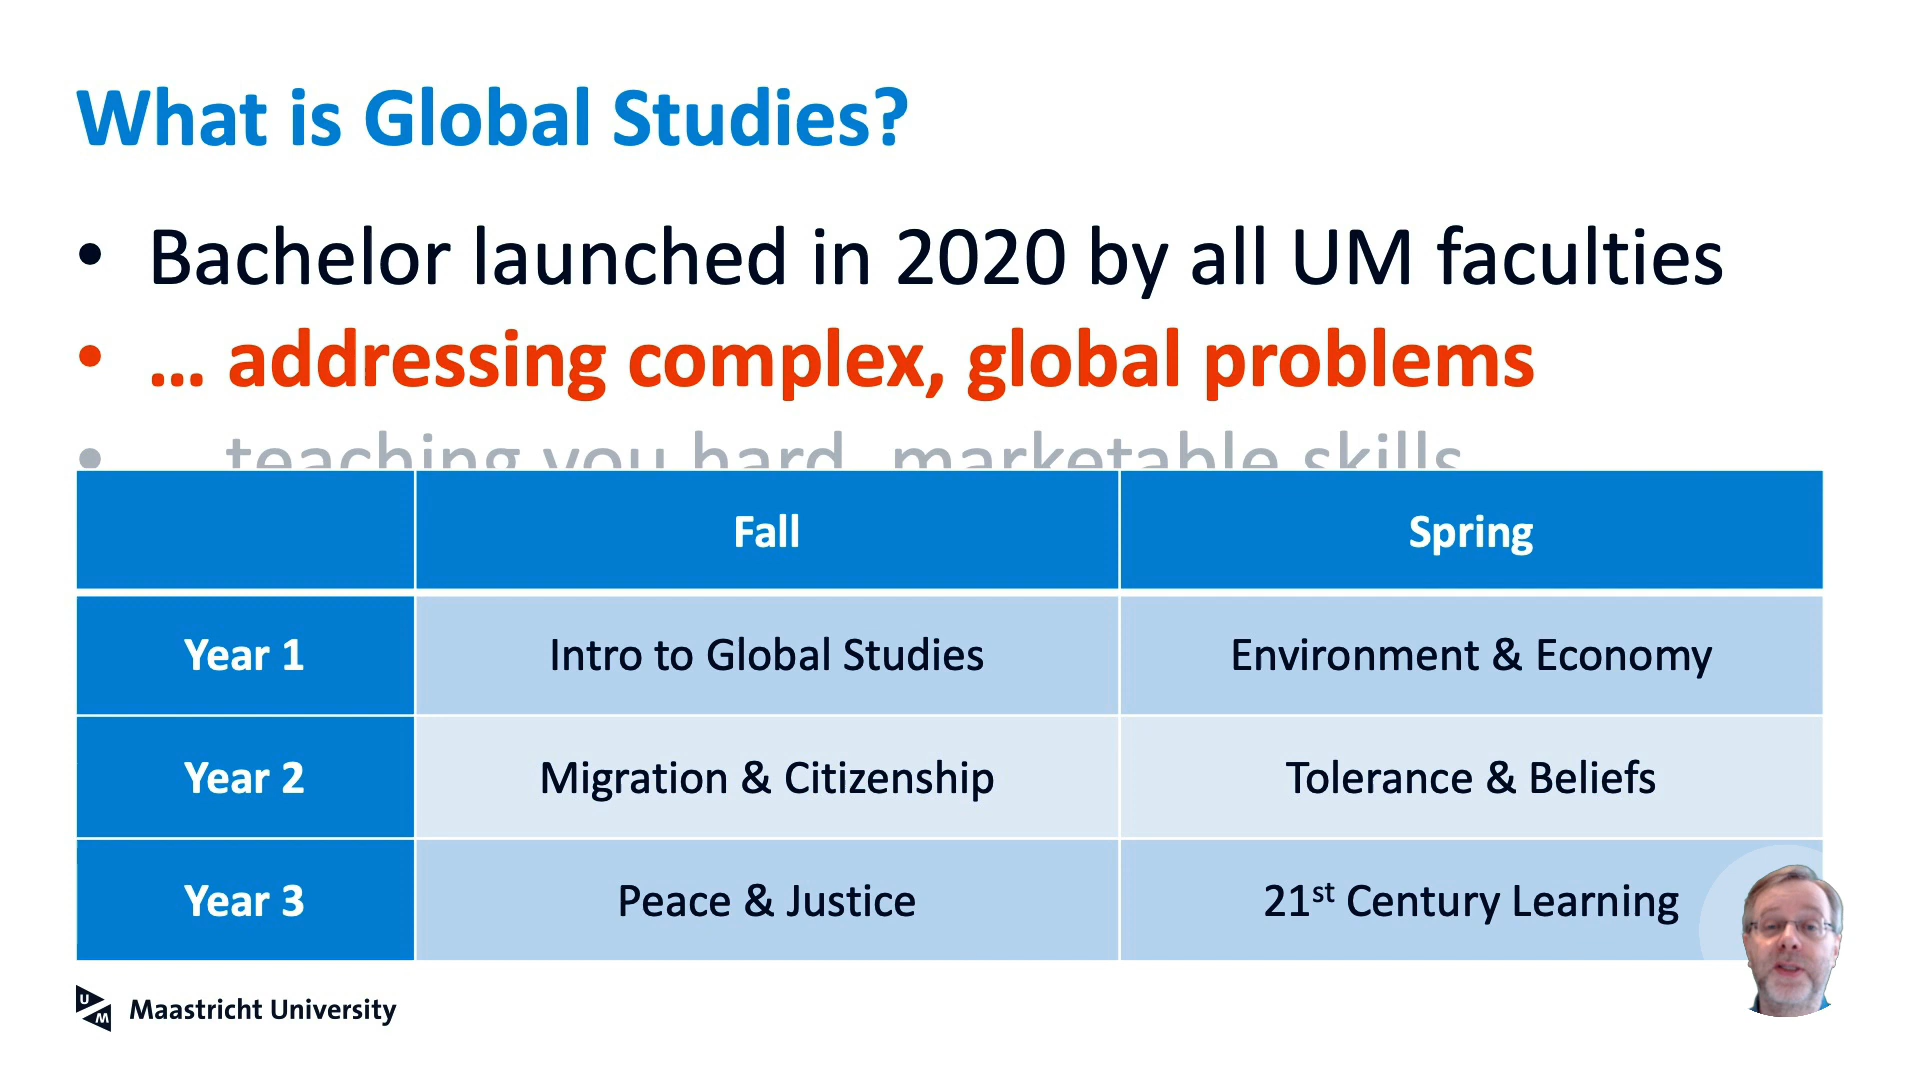 What is Global Studies?
• Bachelor launched in 2020 by all UM faculties
• … addressing complex, global problems
• teaching you hard, marketable skills
Fall Spring
Year 1 Intro to Global Studies Environment & Economy
Year 2 Migration & Citizenship Tolerance & Beliefs
Year 3 Peace & Justice 21st Century Learning
UM Maastricht University